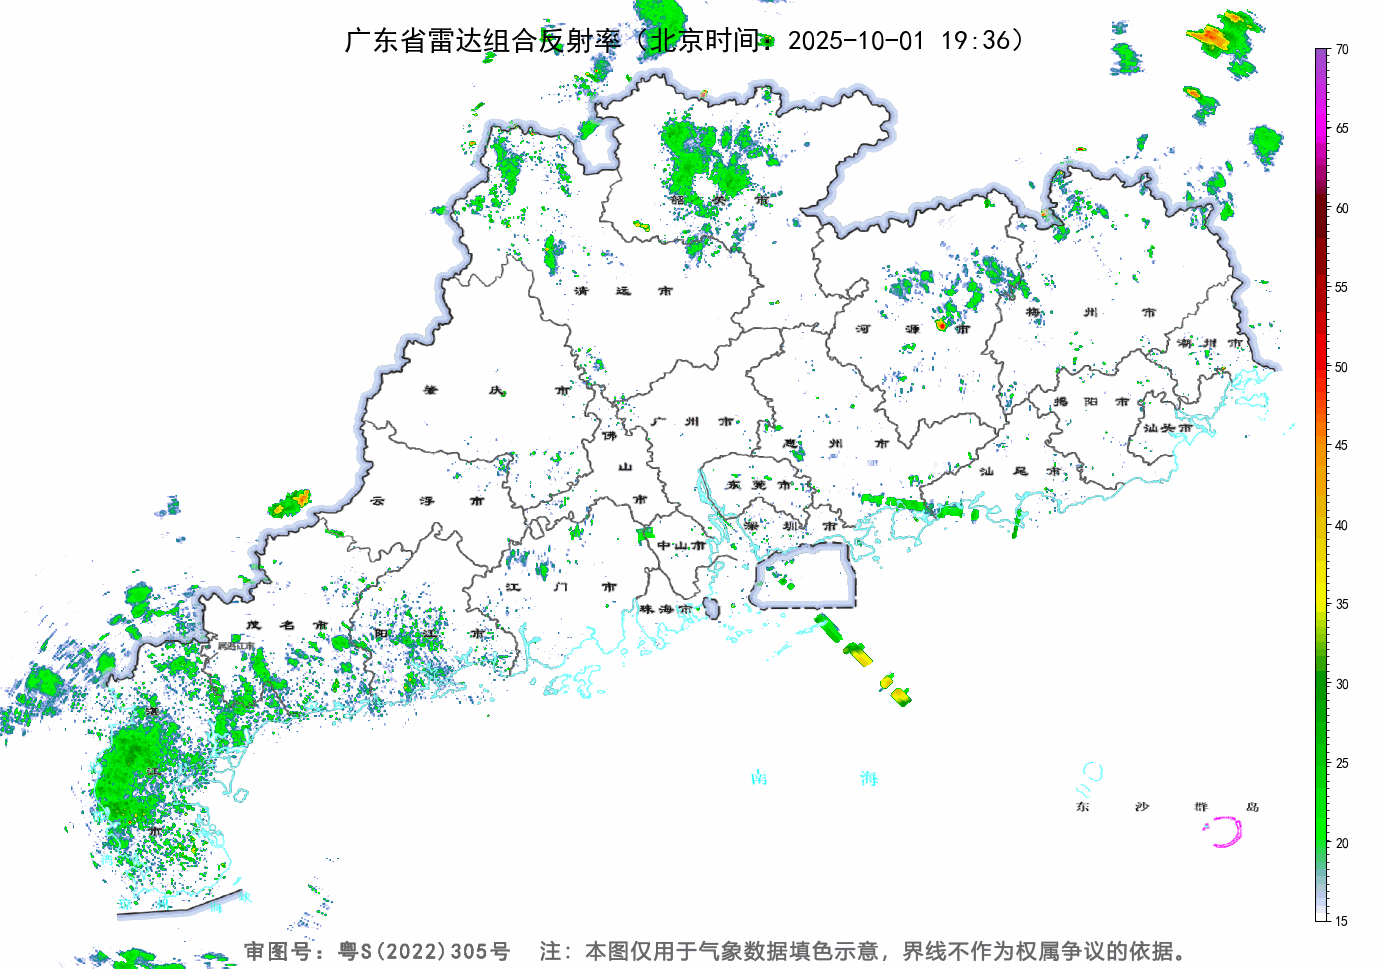 广东省雷达组合反射率（北京时间：2025-10-01 19:36）
70
65
60
55
50
45
40
35
30
25
20
15
韶关市
清远市
河源市
梅州市
潮州市
肇庆市
揭阳市
广州市
汕头市
佛山市
惠州市
汕尾市
云浮市
东莞市
深圳市
中山市
江门市
珠海市
茂名市
阳江市
湛江市
南海
东沙群岛
审图号：粤S(2022)305号 注：本图仅用于气象数据填色示意，界线不作为权属争议的依据。